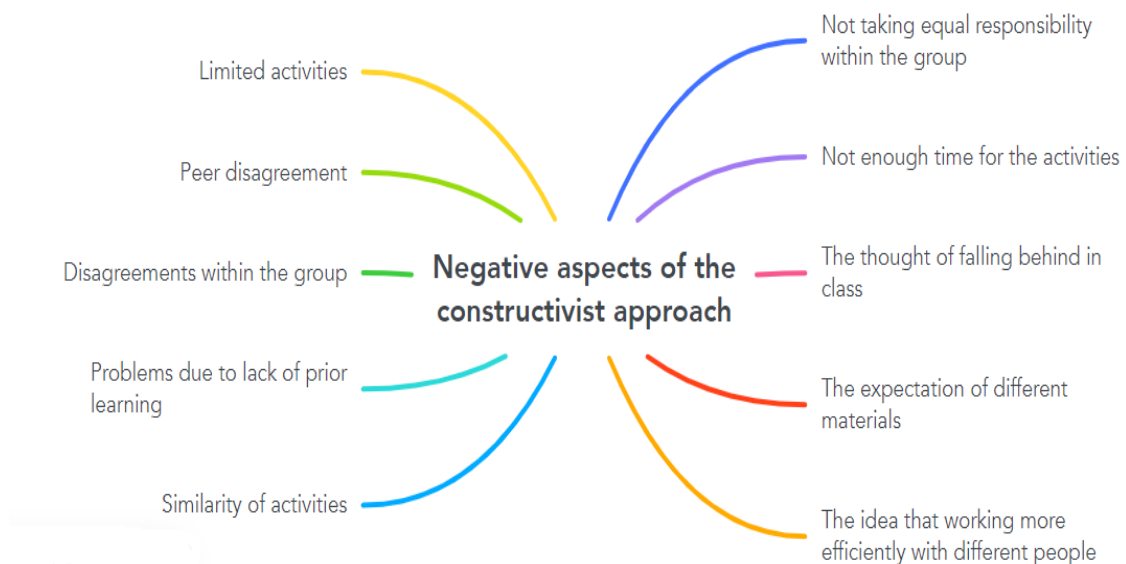 Negative aspects of the
constructivist approach
Limited activities
Peer disagreement
Disagreements within the group
Problems due to lack of prior
learning
Similarity of activities
Not taking equal responsibility
within the group
Not enough time for the activities
The thought of falling behind in
class
The expectation of different
materials
The idea that working more
efficiently with different people